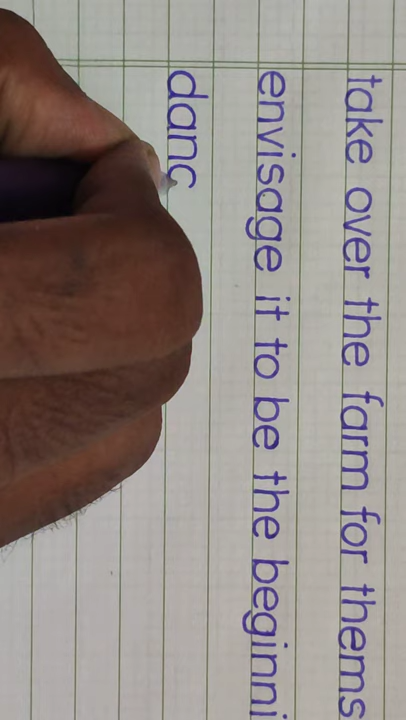 take over the farm for thems
envisage it to be the beginni
danc